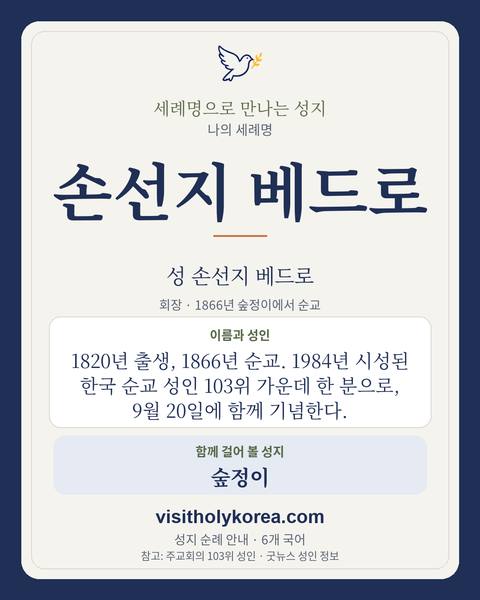 세례명으로 만나는 성지
나의 세례명
손선지 베드로
성 손선지 베드로
회장 · 1866년 숲정이에서 순교
이름과 성인
1820년 출생, 1866년 순교. 1984년 시성된
한국 순교 성인 103위 가운데 한 분으로,
9월 20일에 함께 기념한다.
함께 걸어 볼 성지
숲정이
visitholykorea.com
성지 순례 안내 · 6개 국어
참고: 주교회의 103위 성인 · 굿뉴스 성인 정보